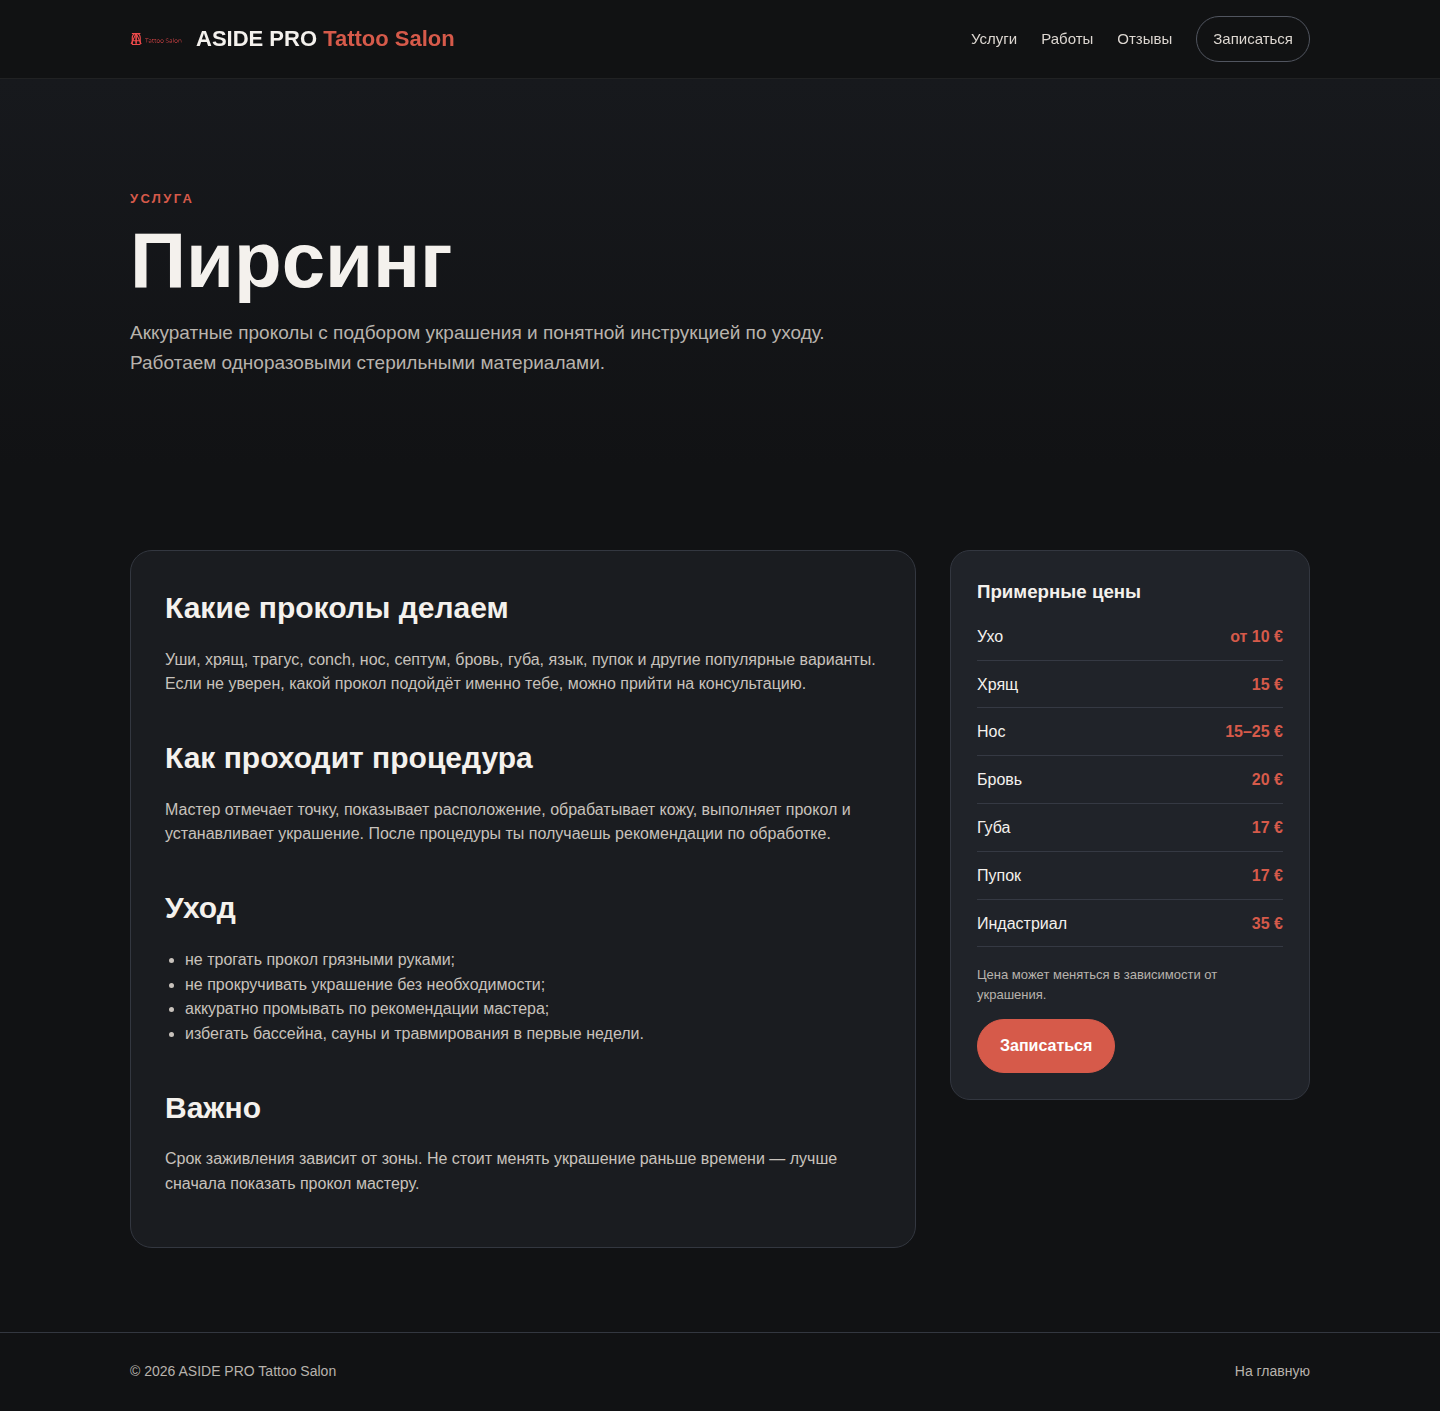 Tattoo Salon
ASIDE PRO Tattoo Salon
Услуги
Работы
Отзывы
Записаться
УСЛУГА
Пирсинг
Аккуратные проколы с подбором украшения и понятной инструкцией по уходу.
Работаем одноразовыми стерильными материалами.
Какие проколы делаем
Уши, хрящ, трагус, conch, нос, септум, бровь, губа, язык, пупок и другие популярные варианты.
Если не уверен, какой прокол подойдёт именно тебе, можно прийти на консультацию.
Как проходит процедура
Мастер отмечает точку, показывает расположение, обрабатывает кожу, выполняет прокол и
устанавливает украшение. После процедуры ты получаешь рекомендации по обработке.
Уход
• не трогать прокол грязными руками;
• не прокручивать украшение без необходимости;
• аккуратно промывать по рекомендации мастера;
• избегать бассейна, сауны и травмирования в первые недели.
Важно
Срок заживления зависит от зоны. Не стоит менять украшение раньше времени — лучше
сначала показать прокол мастеру.
Примерные цены
Ухо от 10 €
Хрящ 15 €
Нос 15–25 €
Бровь 20 €
Губа 17 €
Пупок 17 €
Индастриал 35 €
Цена может меняться в зависимости от
украшения.
Записаться
© 2026 ASIDE PRO Tattoo Salon
На главную